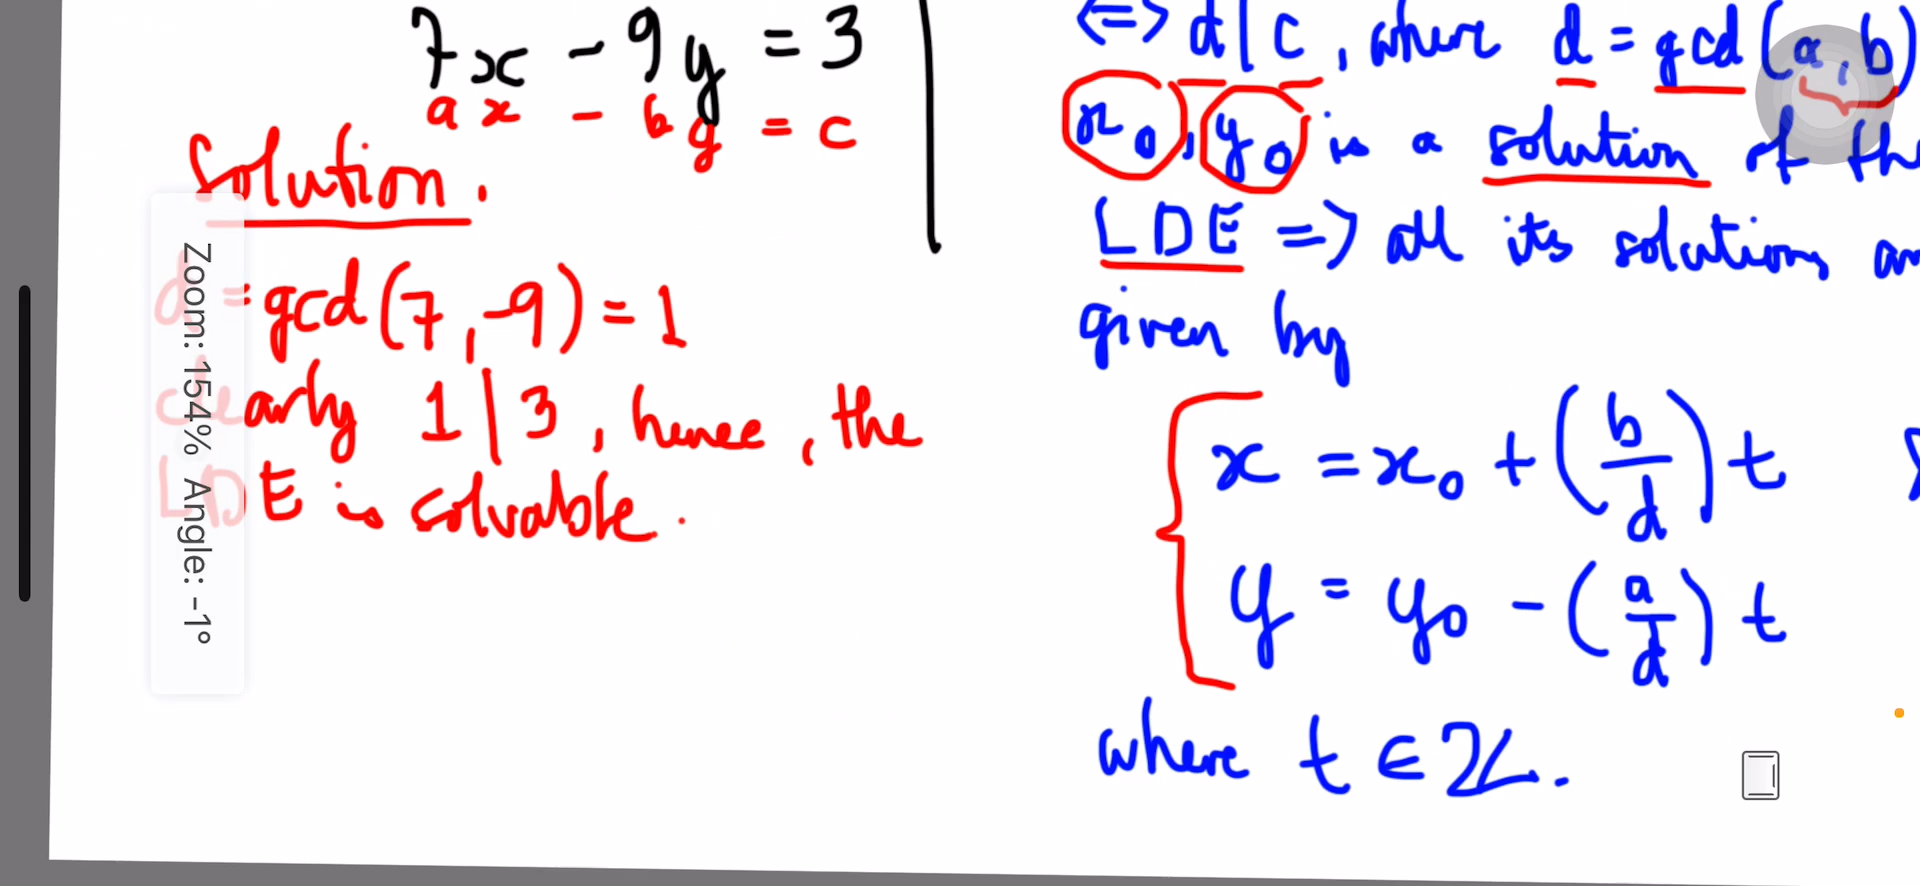 7x - 9y = 3
ax - by = c
Solution.
d = gcd(7, -9) = 1
clearly 1 | 3, hence, the
LDE is solvable.
Zoom: 154% Angle: -1°
<=> d | c, where d = gcd(a, b)
x₀, y₀ is a solution of the
LDE => all its solutions
given by
x = x₀ + (b/d) t
y = y₀ - (a/d) t
where t ∈ ℤ.